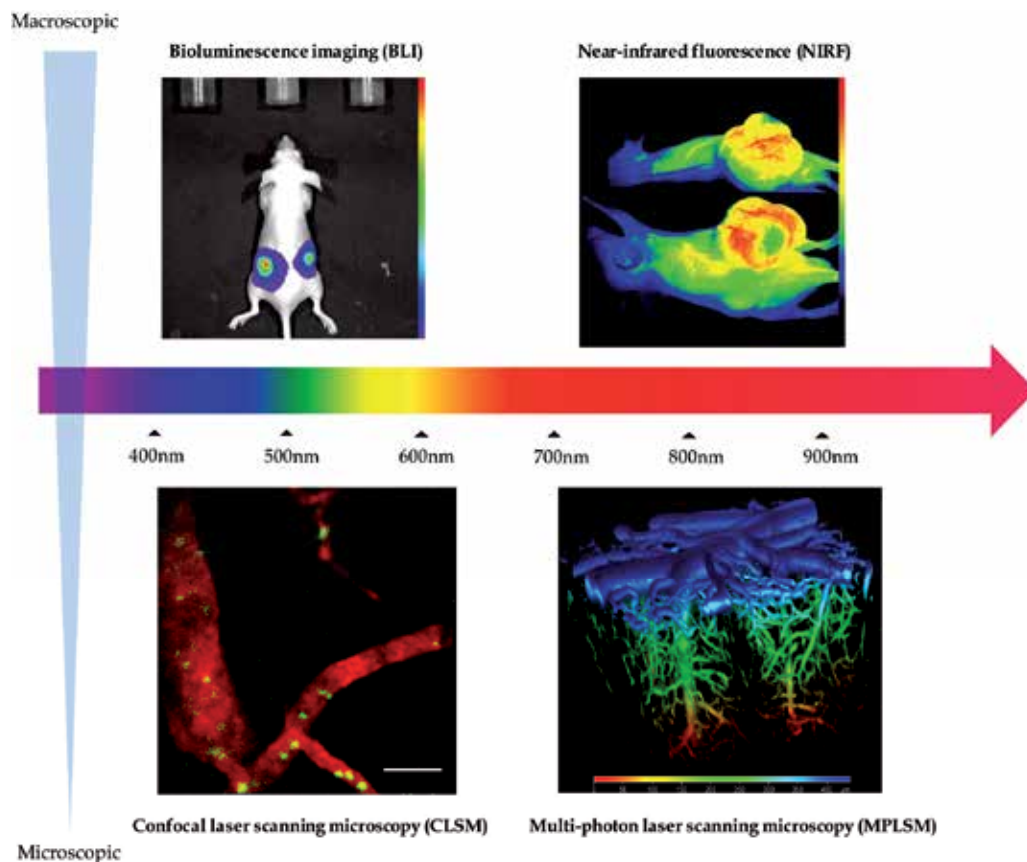 Macroscopic
Bioluminescence imaging (BLI)
Near-infrared fluorescence (NIRF)
400nm
500nm
600nm
700nm
800nm
900nm
Confocal laser scanning microscopy (CLSM)
Multi-photon laser scanning microscopy (MPLSM)
Microscopic